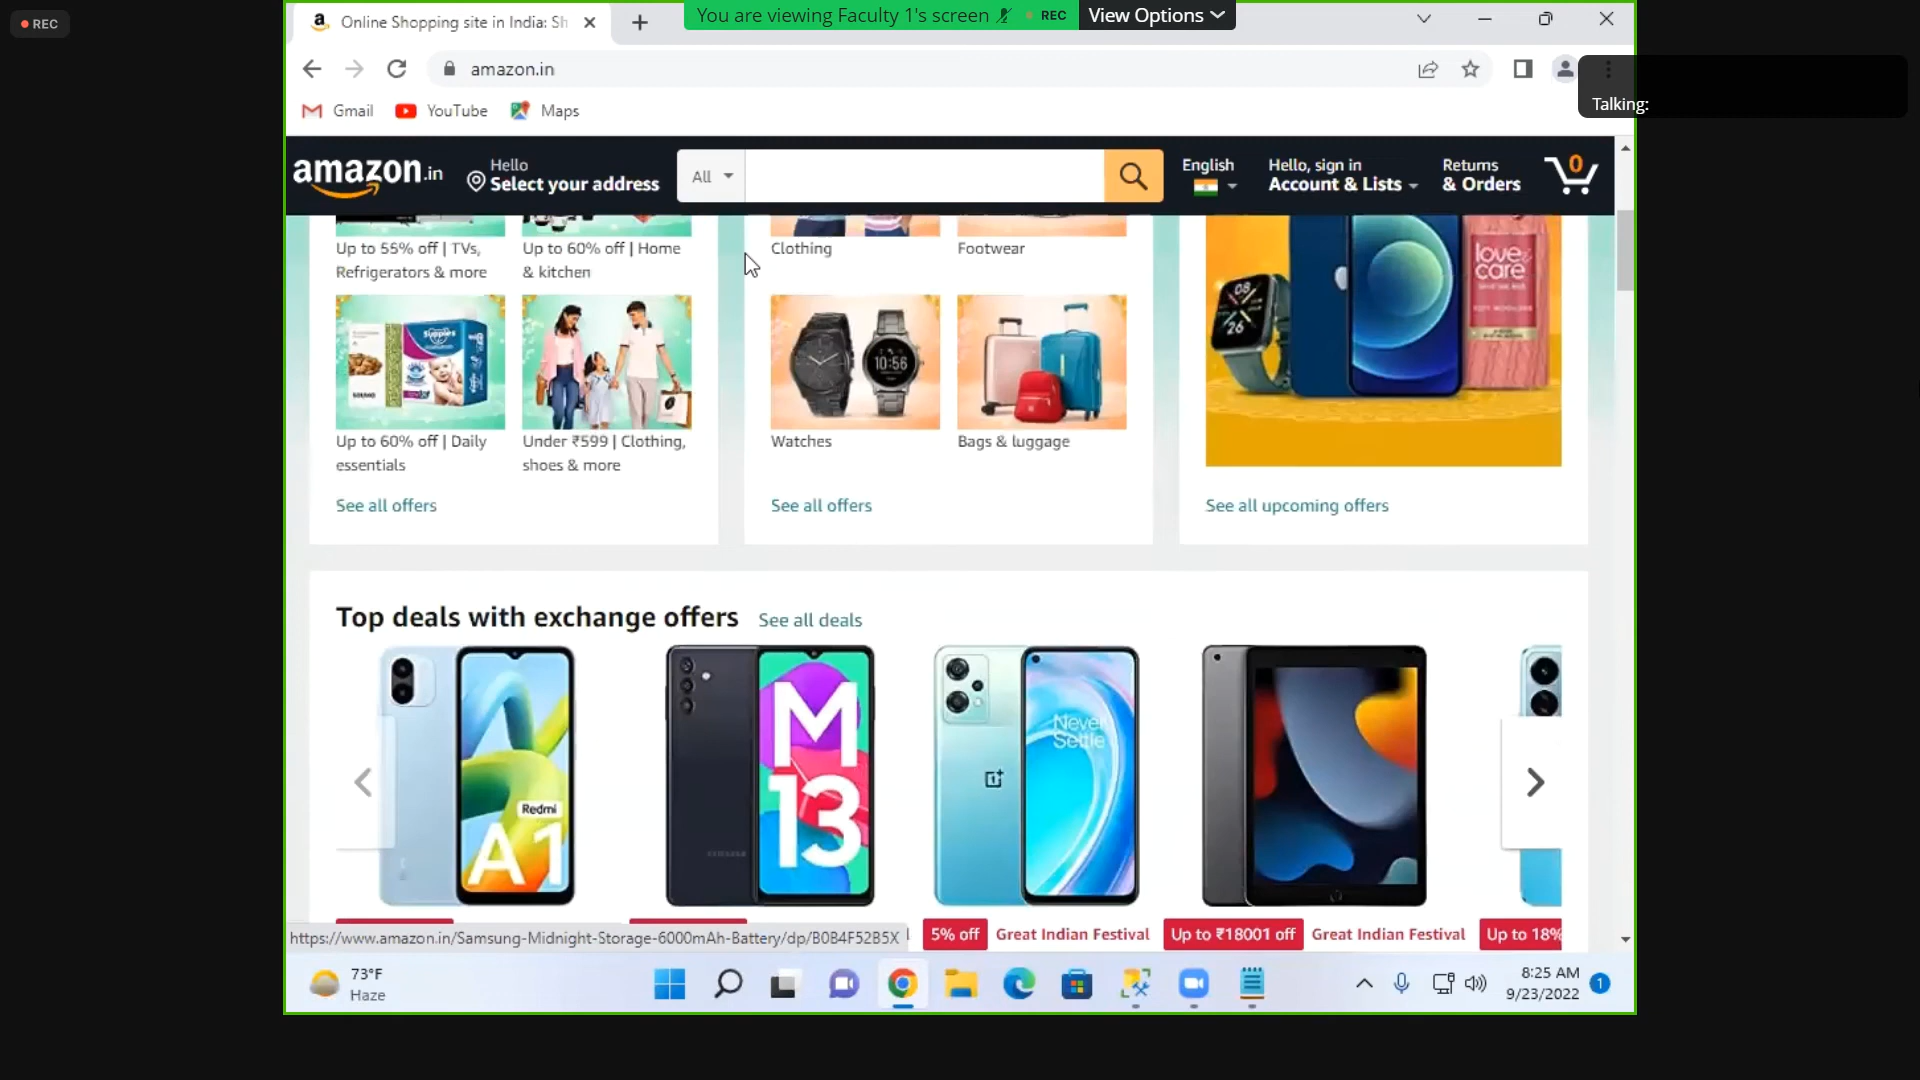 REC
Online Shopping site in India: Sh
You are viewing Faculty 1's screen
REC
View Options
amazon.in
Talking:
Gmail
YouTube
Maps
amazon.in
Hello
Select your address
All
English
Hello, sign in
Account & Lists
Returns
& Orders
0
Up to 55% off | TVs,
Refrigerators & more
Up to 60% off | Home
& kitchen
Clothing
Footwear
love
care
08
26
10:56
Up to 60% off | Daily
essentials
Under ₹599 | Clothing,
shoes & more
Watches
Bags & luggage
See all offers
See all offers
See all upcoming offers
Top deals with exchange offers
See all deals
Redmi
A1
M
13
Never
Settle
https://www.amazon.in/Samsung-Midnight-Storage-6000mAh-Battery/dp/B0B4F52B5X
5% off
Great Indian Festival
Up to ₹18001 off
Great Indian Festival
Up to 18%
73°F
Haze
8:25 AM
9/23/2022
1